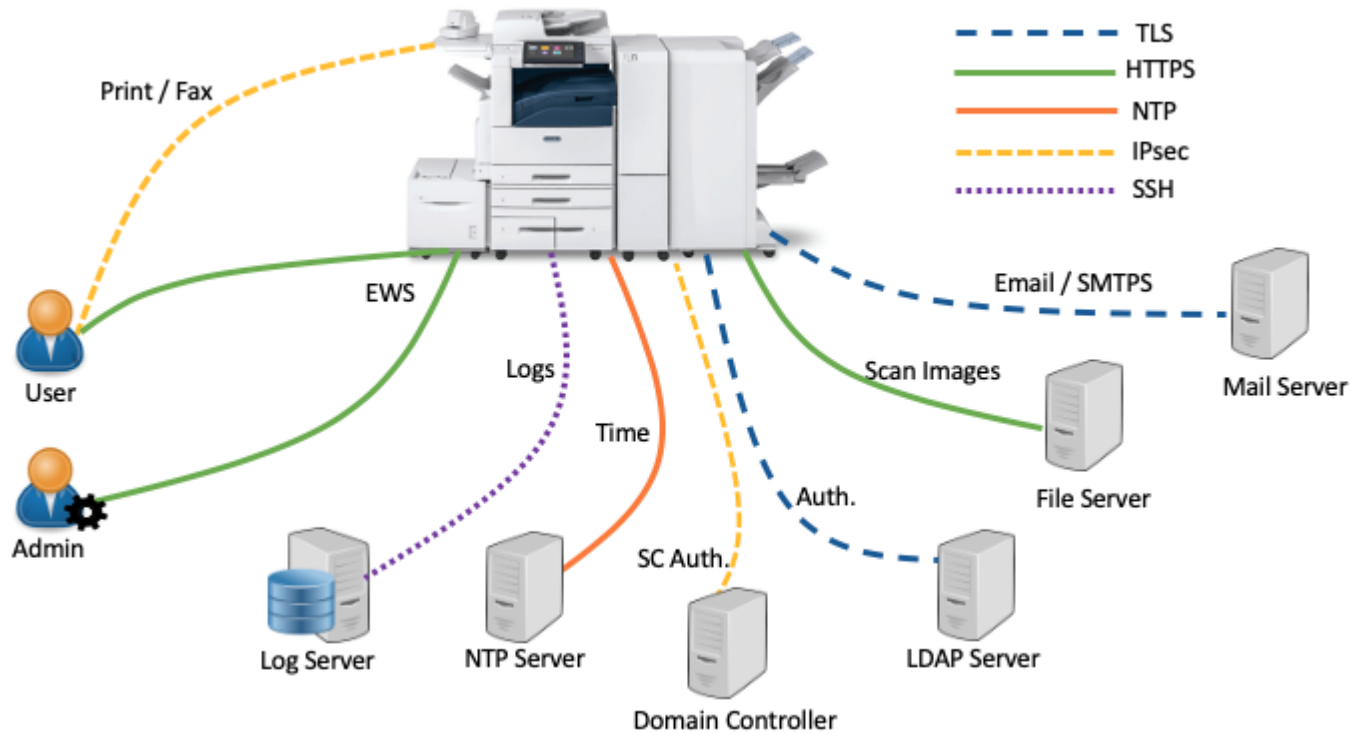 TLS
HTTPS
NTP
IPsec
SSH
Print / Fax
EWS
Email / SMTPS
Logs
Scan Images
Time
Auth.
SC Auth.
User
Mail Server
Admin
File Server
Log Server
NTP Server
LDAP Server
Domain Controller